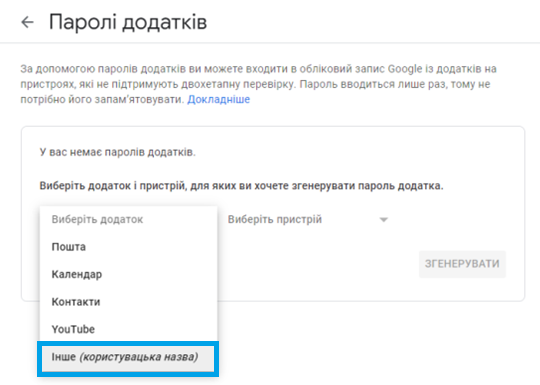 Паролі додатків
За допомогою паролів додатків ви можете входити в обліковий запис Google із додатків на
пристроях, які не підтримують двохетапну перевірку. Пароль вводиться лише раз, тому не
потрібно його запам'ятовувати. Докладніше
У вас немає паролів додатків.
Виберіть додаток і пристрій, для яких ви хочете згенерувати пароль додатка.
Виберіть додаток
Виберіть пристрій
Пошта
Календар
ЗГЕНЕРУВАТИ
Контакти
YouTube
Інше (користувацька назва)